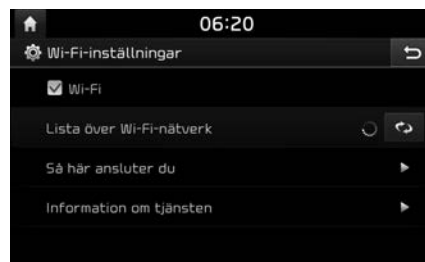 06:20
Wi-Fi-inställningar
Wi-Fi
Lista över Wi-Fi-nätverk
Så här ansluter du
Information om tjänsten